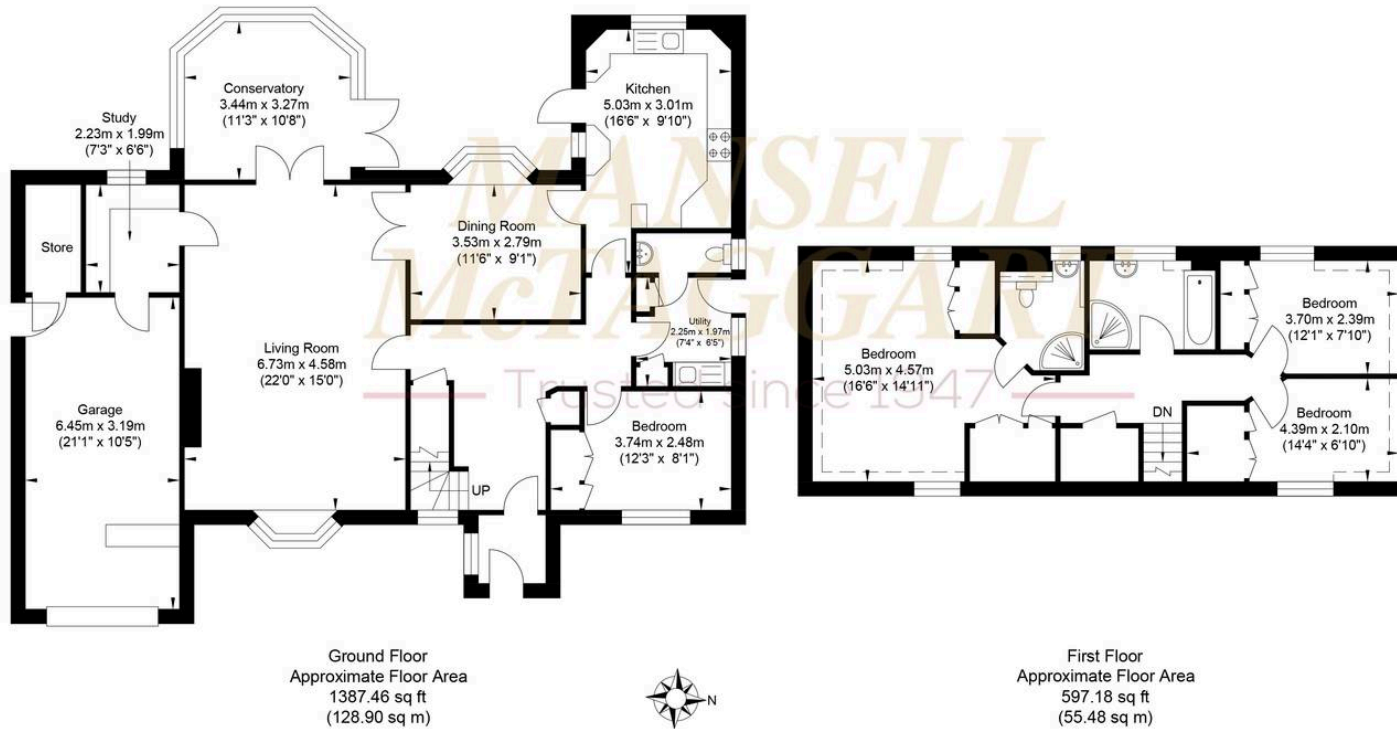 Conservatory
3.44m x 3.27m
(11'3" x 10'8")
Study
2.23m x 1.99m
(7'3" x 6'6")
Kitchen
5.03m x 3.01m
(16'6" x 9'10")
MANSELL
McTAGGART
Trusted since 1947
Store
Dining Room
3.53m x 2.79m
(11'6" x 9'1")
Utility
2.25m x 1.97m
(7'4" x 6'5")
Living Room
6.73m x 4.58m
(22'0" x 15'0")
Garage
6.45m x 3.19m
(21'1" x 10'5")
Bedroom
3.74m x 2.48m
(12'3" x 8'1")
UP
Bedroom
5.03m x 4.57m
(16'6" x 14'11")
Bedroom
3.70m x 2.39m
(12'1" x 7'10")
DN
Bedroom
4.39m x 2.10m
(14'4" x 6'10")
Ground Floor
Approximate Floor Area
1387.46 sq ft
(128.90 sq m)
N
First Floor
Approximate Floor Area
597.18 sq ft
(55.48 sq m)